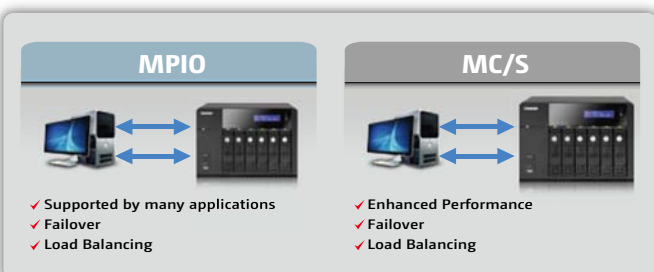 MPIO
Supported by many applications
Failover
Load Balancing
MC/S
Enhanced Performance
Failover
Load Balancing